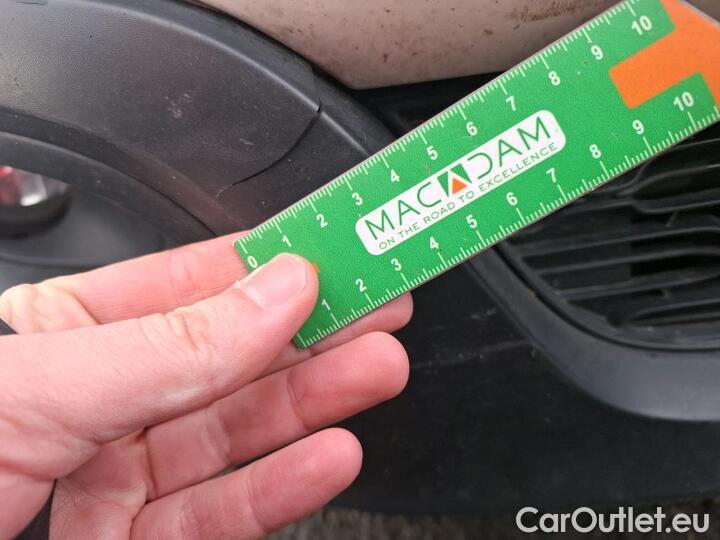 0 1 2 3 4 5 6 7 8 9 10
MACADAM
ON THE ROAD TO EXCELLENCE
1 2 3 4 5 6 7 8 9 10
CarOutlet.eu